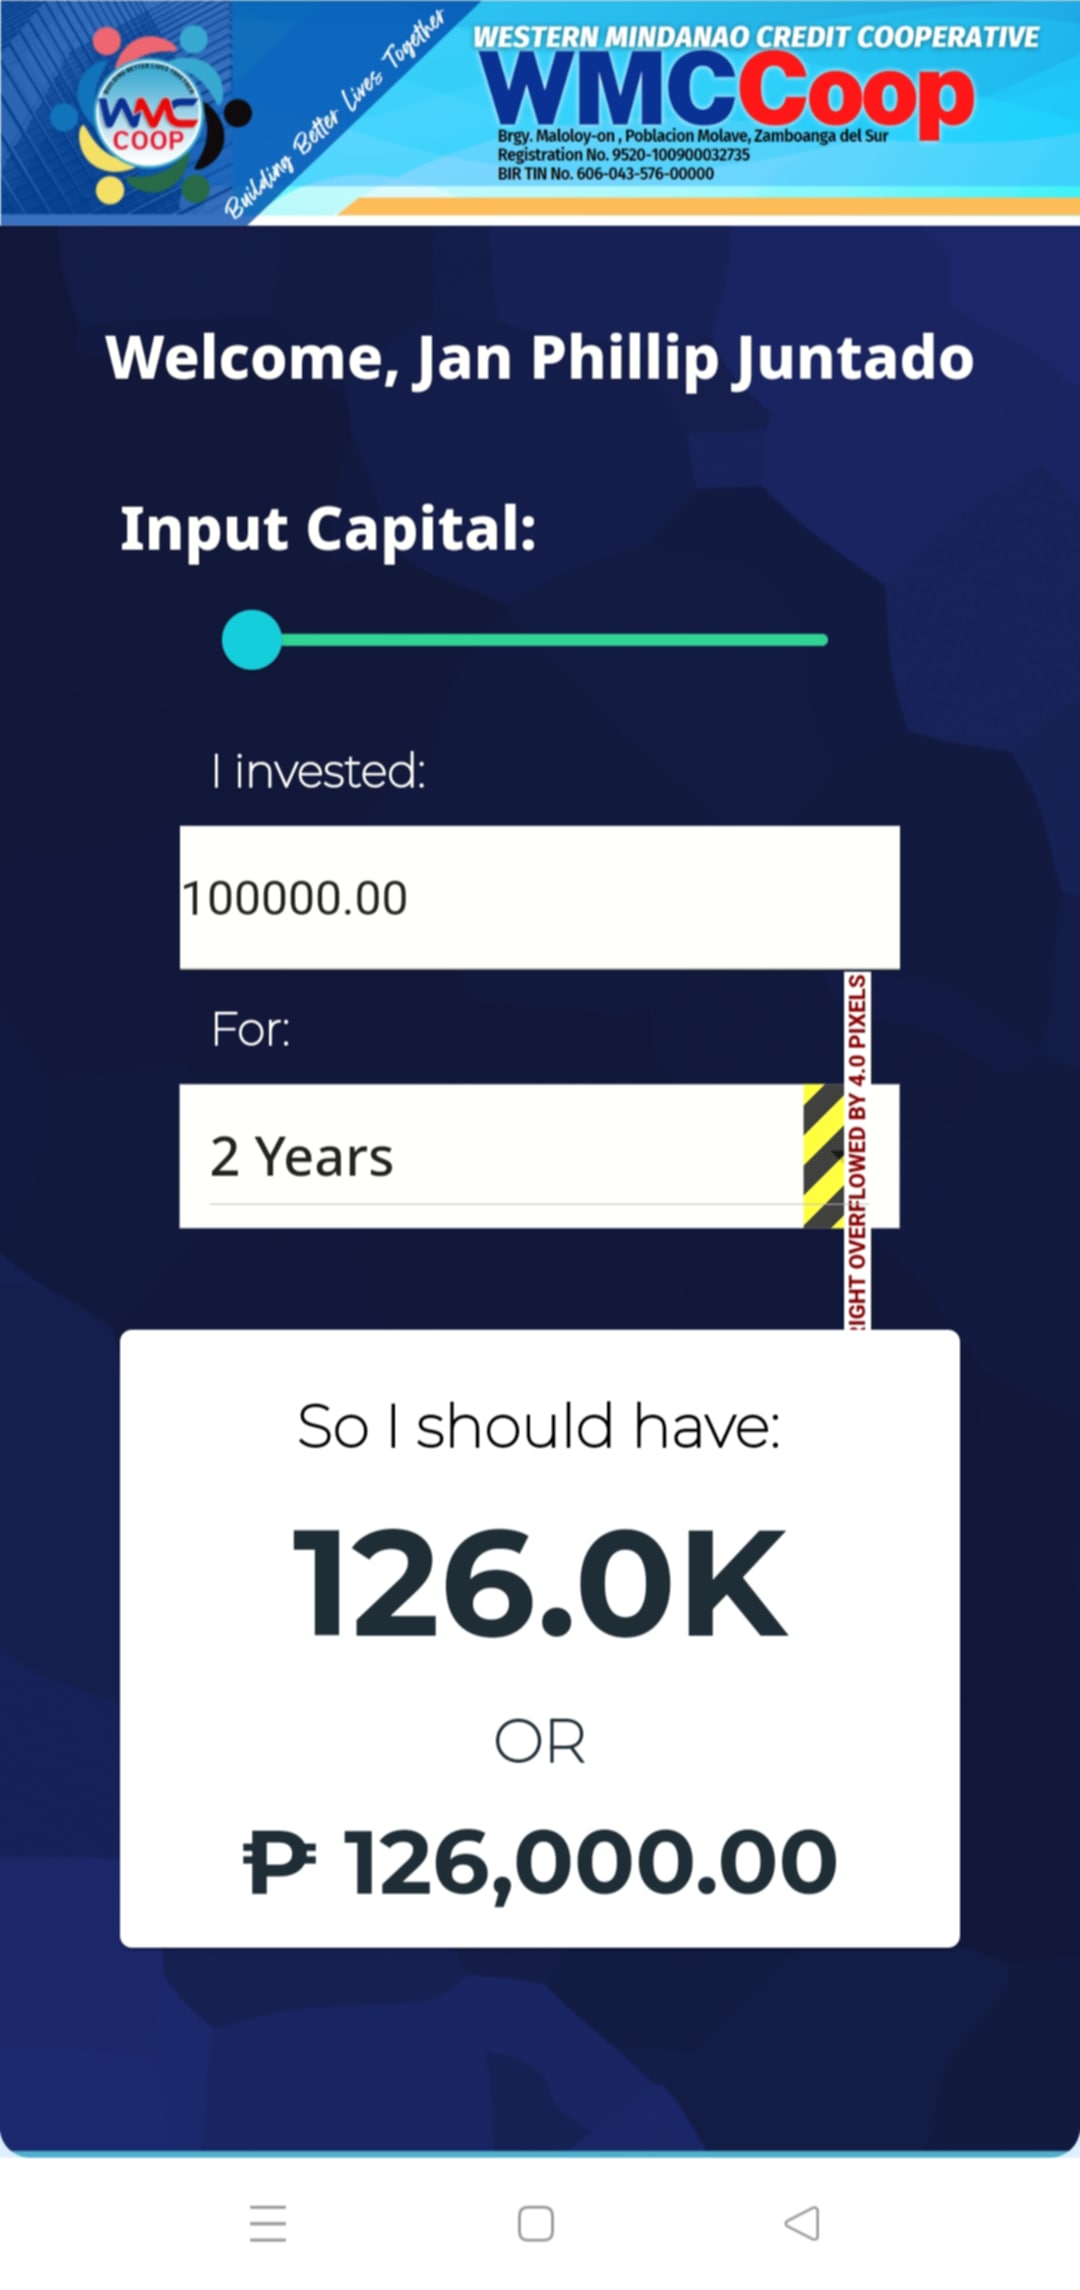 WMC
COOP
Building Better Lives Together
WESTERN MINDANAO CREDIT COOPERATIVE
WMCCoop
Brgy. Maloloy-on , Poblacion Molave, Zamboanga del Sur
Registration No. 9520-100900032735
BIR TIN No. 606-043-576-00000
Welcome, Jan Phillip Juntado
Input Capital:
I invested:
100000.00
For:
2 Years
RIGHT OVERFLOWED BY 4.0 PIXELS
So I should have:
126.0K
OR
₱ 126,000.00